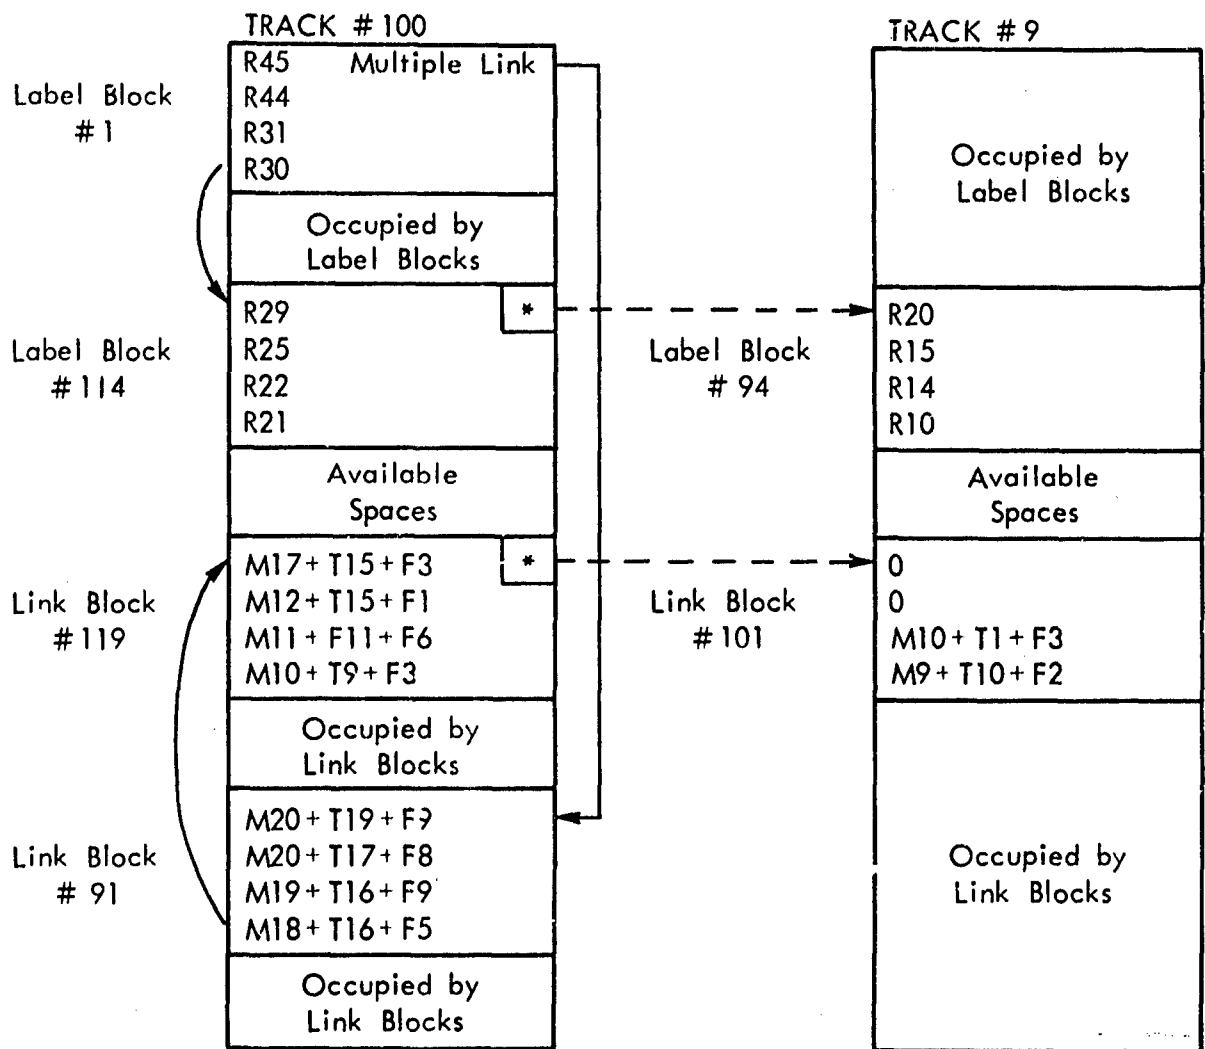 TRACK #100
R45 Multiple Link
R44
R31
R30
Label Block
#1
Occupied by
Label Blocks
R29 *
R25
R22
R21
Label Block
#114
Available
Spaces
M17+ T15+ F3 *
M12+ T15+ F1
M11+ F11+ F6
M10+ T9+ F3
Link Block
#119
Occupied by
Link Blocks
M20+ T19+ F9
M20+ T17+ F8
M19+ T16+ F9
M18+ T16+ F5
Link Block
# 91
Occupied by
Link Blocks
Label Block
# 94
Link Block
#101
TRACK #9
Occupied by
Label Blocks
R20
R15
R14
R10
Available
Spaces
0
0
M10+ T1+ F3
M9+ T10+ F2
Occupied by
Link Blocks